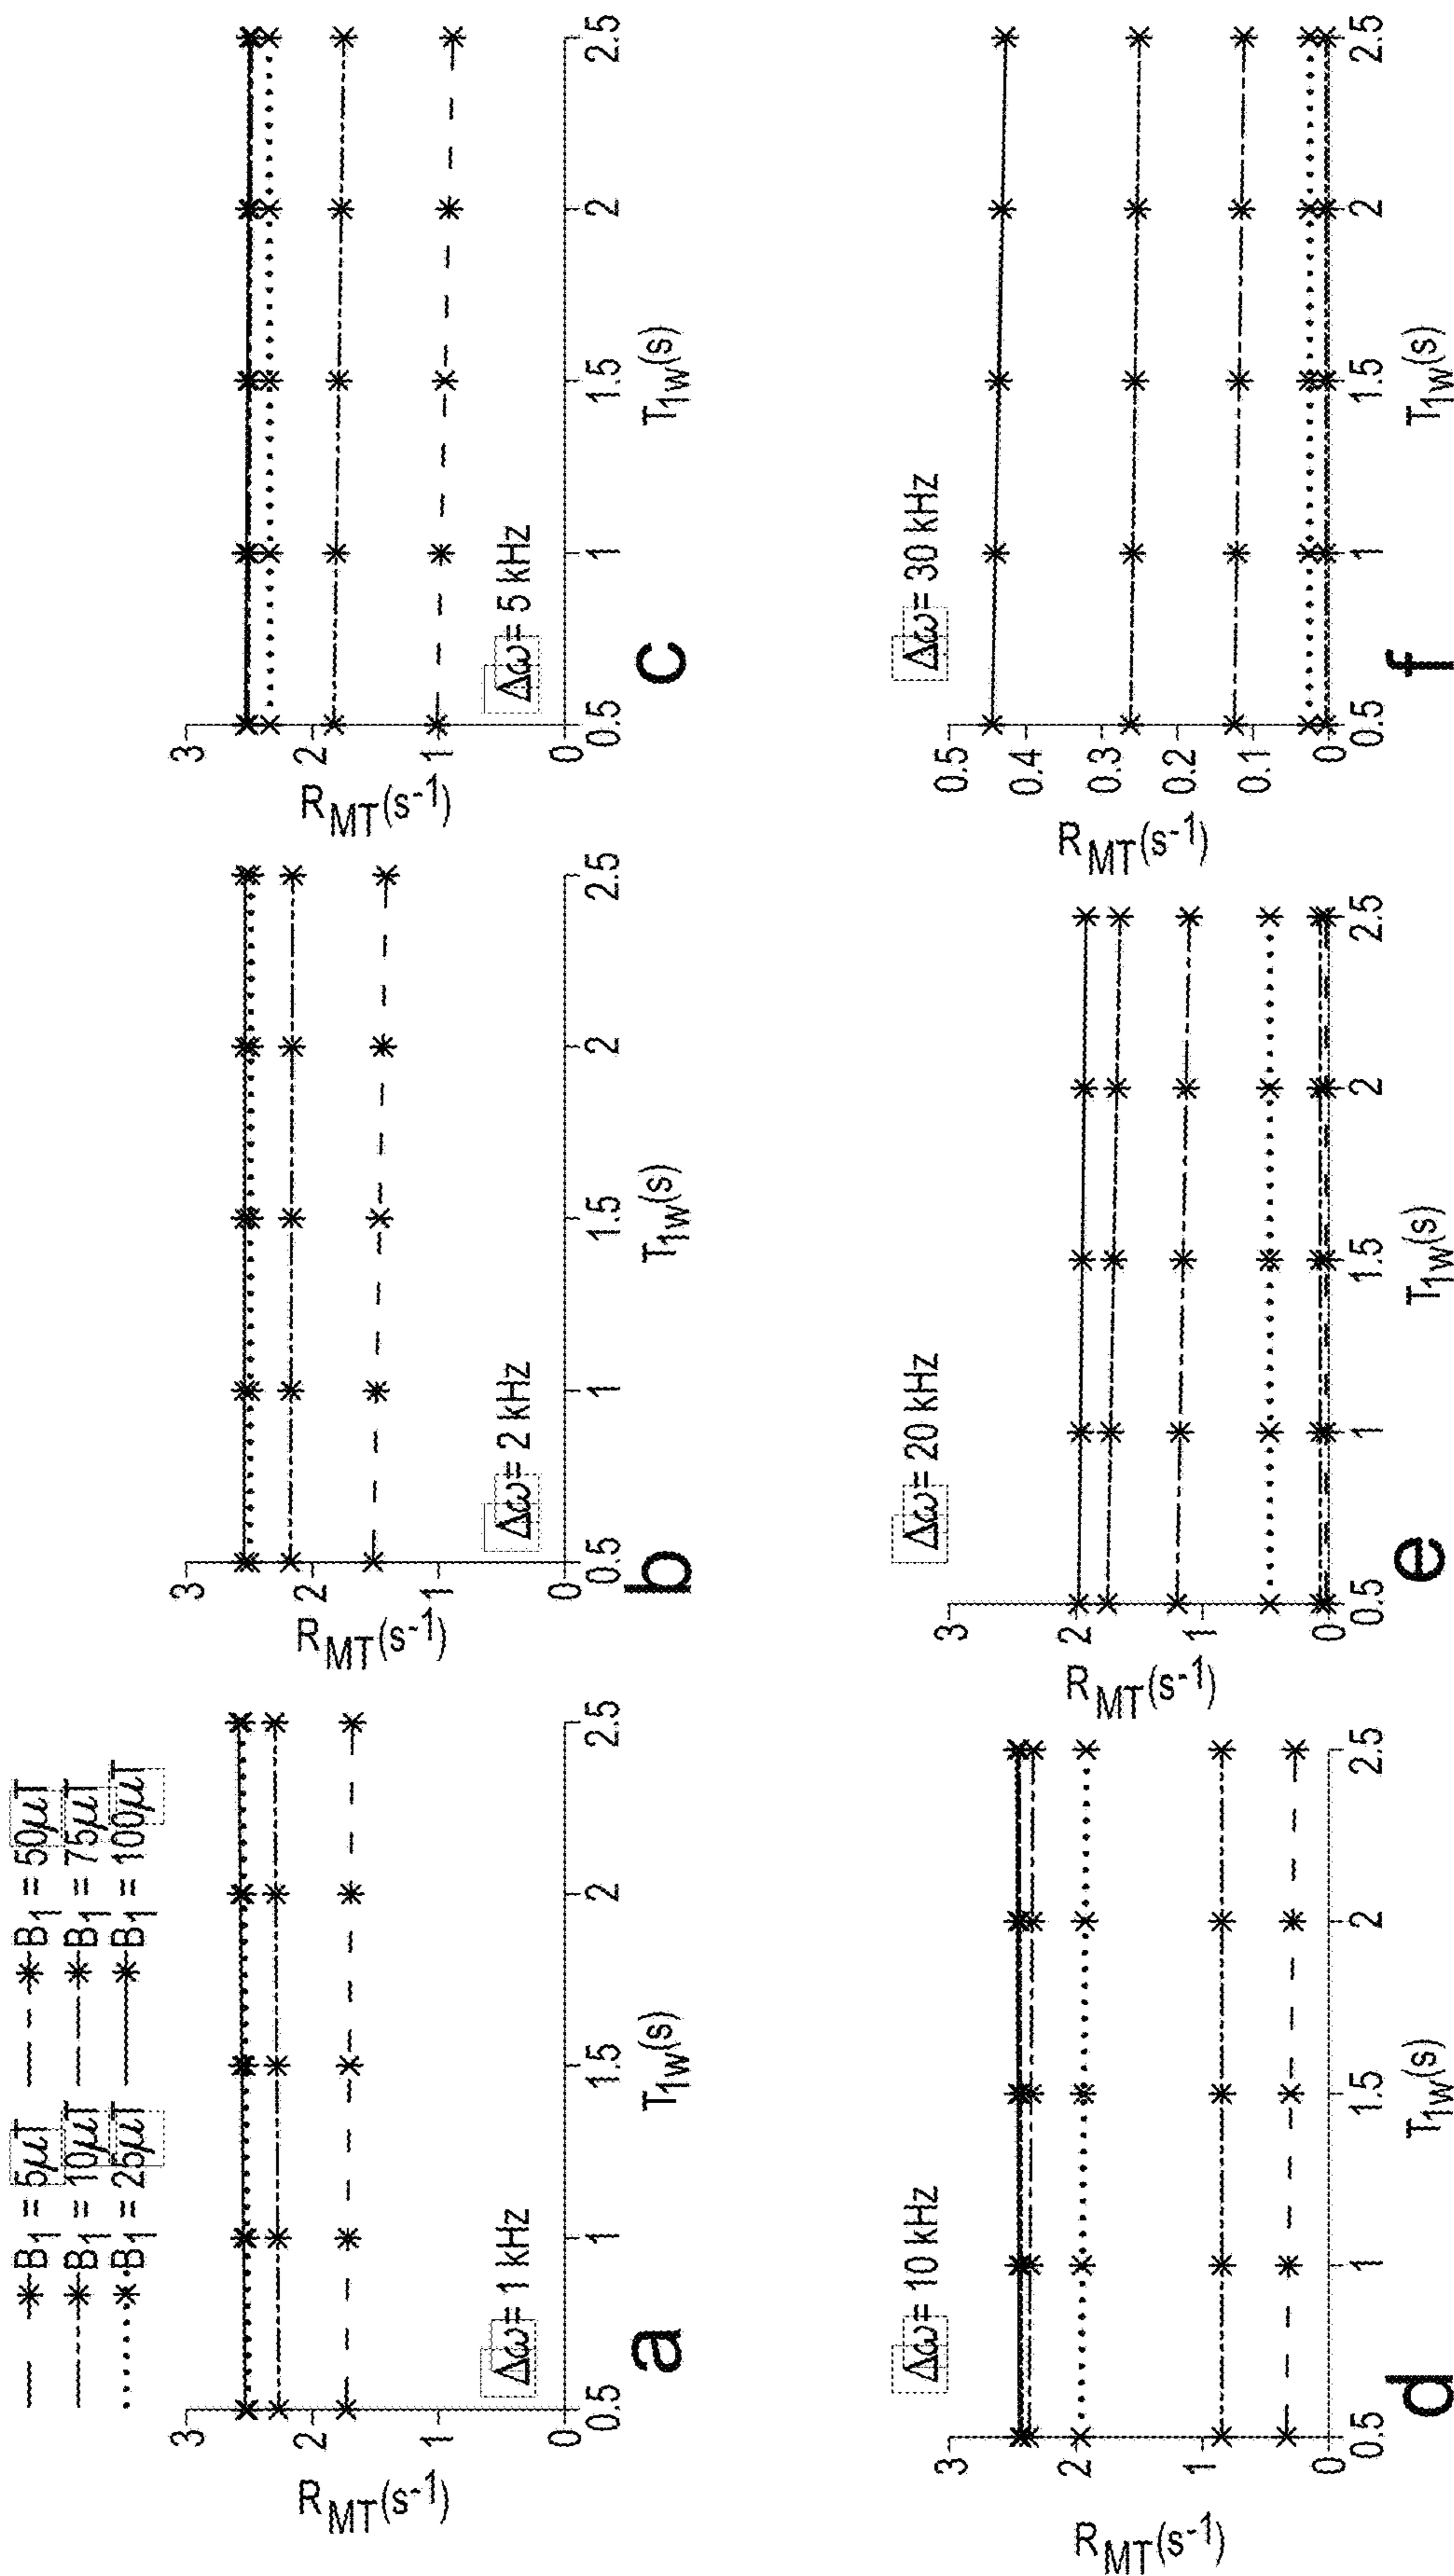 B1 = 5μT B1 = 50μT
B1 = 10μT B1 = 75μT
B1 = 25μT B1 = 100μT
RMT(s-1)
3
2
1
0
0.5 1 1.5 2 2.5
T1w(s)
Δω= 1 kHz
a
RMT(s-1)
3
2
1
0
0.5 1 1.5 2 2.5
T1w(s)
Δω= 2 kHz
b
RMT(s-1)
3
2
1
0
0.5 1 1.5 2 2.5
T1w(s)
Δω= 5 kHz
c
RMT(s-1)
3
2
1
0
0.5 1 1.5 2 2.5
T1w(s)
Δω= 10 kHz
d
RMT(s-1)
3
2
1
0
0.5 1 1.5 2 2.5
T1w(s)
Δω= 20 kHz
e
RMT(s-1)
0.5
0.4
0.3
0.2
0.1
0
0.5 1 1.5 2 2.5
T1w(s)
Δω= 30 kHz
f